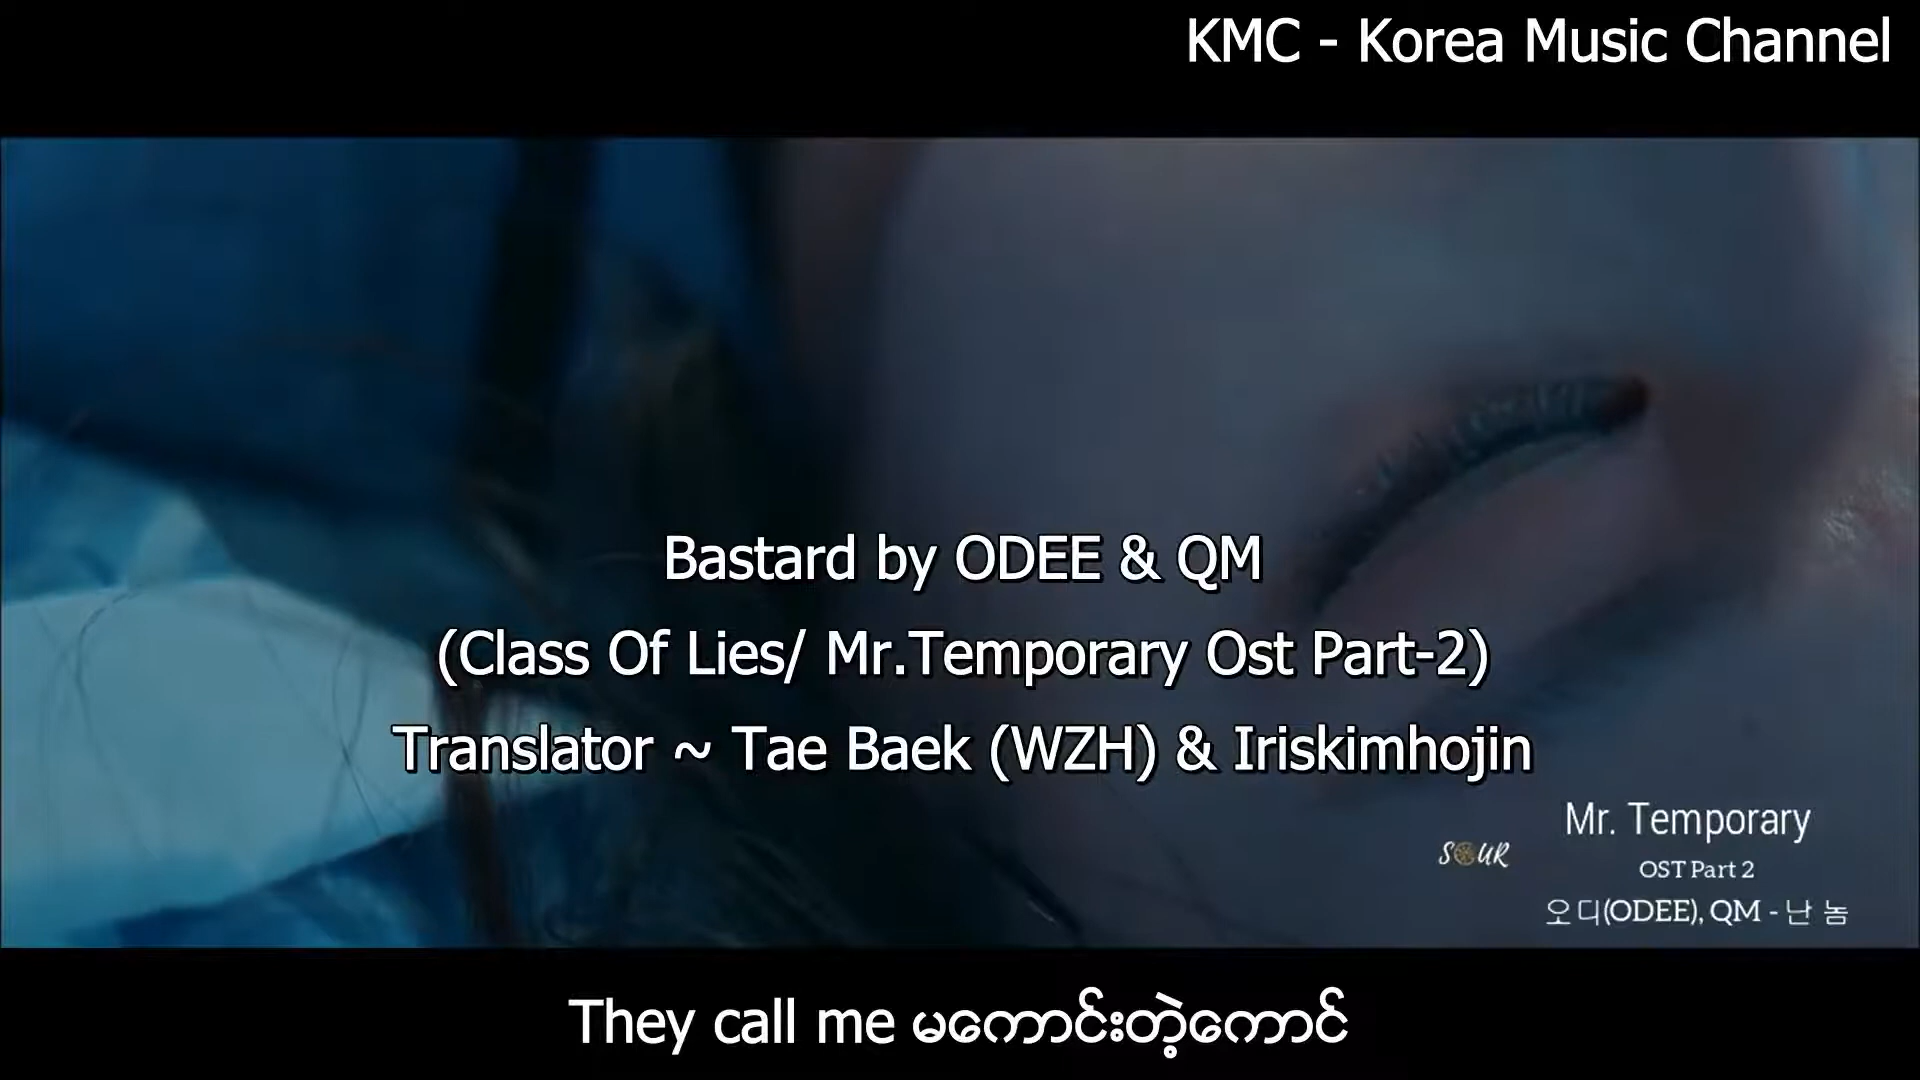 KMC - Korea Music Channel
Bastard by ODEE & QM
(Class Of Lies/ Mr.Temporary Ost Part-2)
Translator ~ Tae Baek (WZH) & Iriskimhojin
Mr. Temporary
SOUR
OST Part 2
오디(ODEE), QM - 난 놈
They call me မကောင်းတဲ့ကောင်